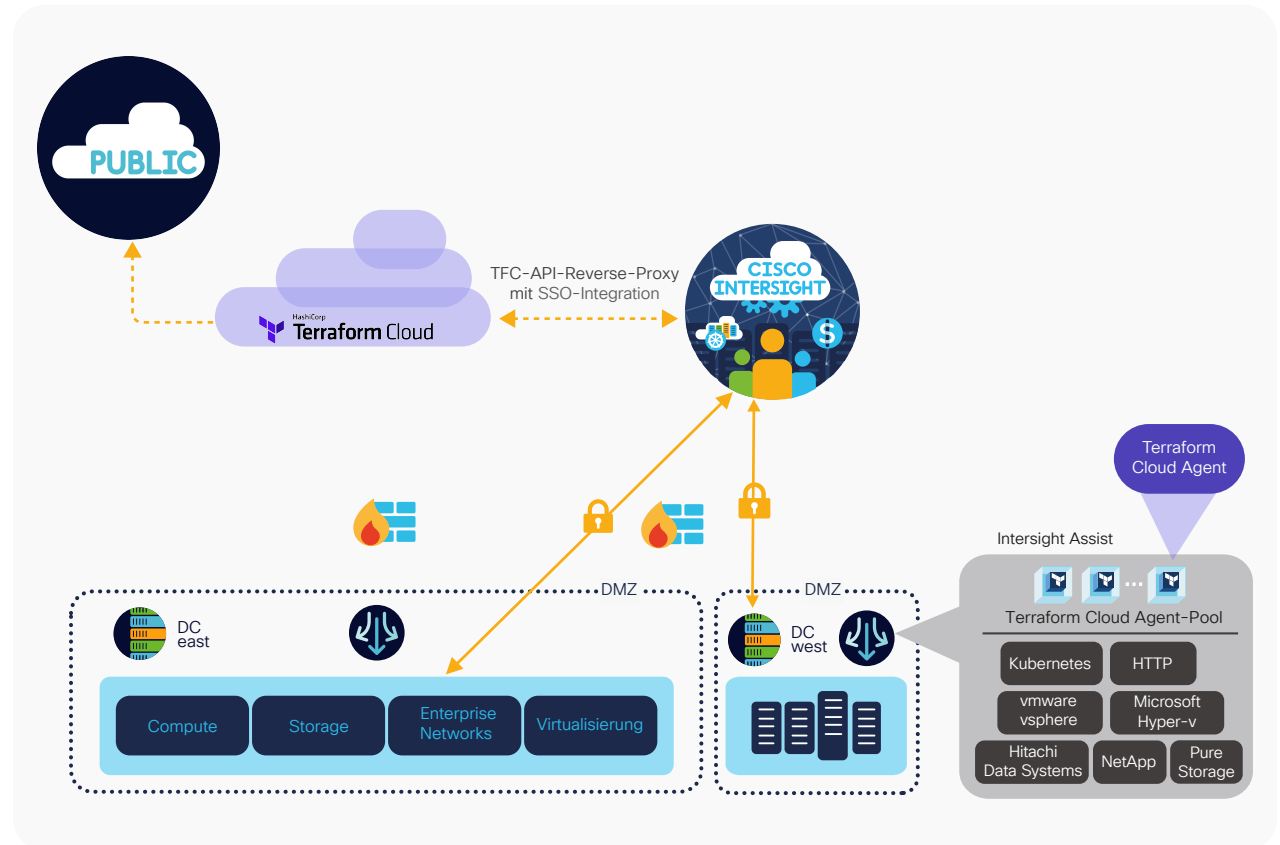 PUBLIC
TFC-API-Reverse-Proxy
mit SSO-Integration
HashiCorp
Terraform Cloud
CISCO
INTERSIGHT
$
Terraform
Cloud Agent
Intersight Assist
...
Terraform Cloud Agent-Pool
Kubernetes
HTTP
vmware
vsphere
Microsoft
Hyper-v
Hitachi
Data Systems
NetApp
Pure
Storage
DMZ
DC
east
Compute
Storage
Enterprise
Networks
Virtualisierung
DMZ
DC
west